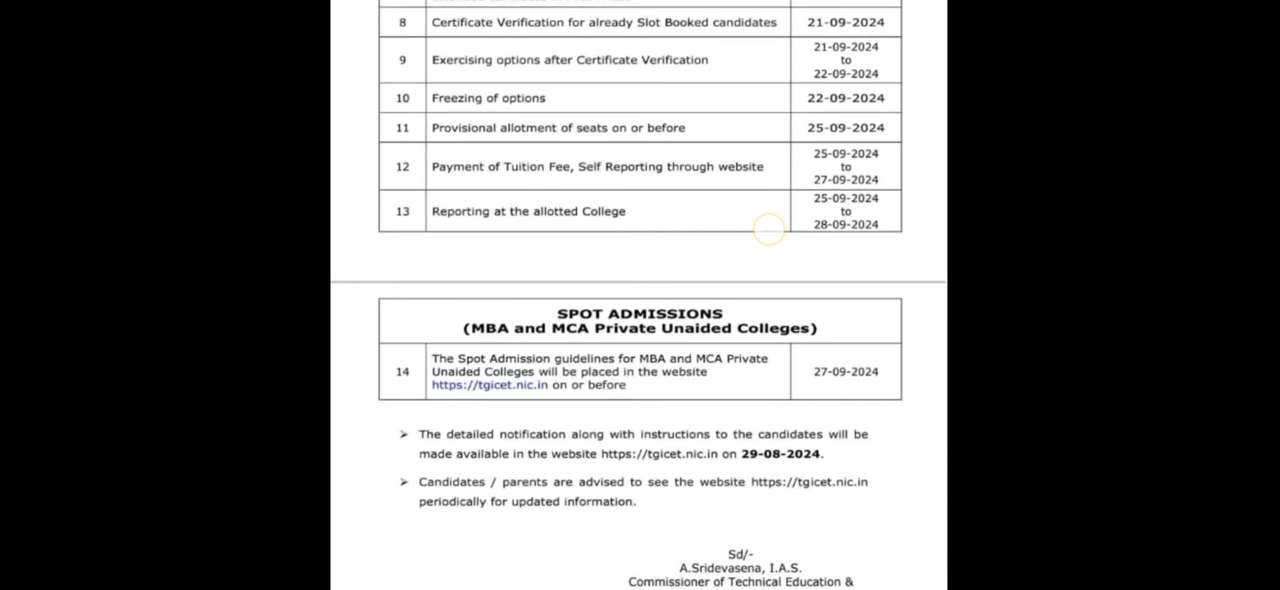 8 Certificate Verification for already Slot Booked candidates 21-09-2024
9 Exercising options after Certificate Verification 21-09-2024 to 22-09-2024
10 Freezing of options 22-09-2024
11 Provisional allotment of seats on or before 25-09-2024
12 Payment of Tuition Fee, Self Reporting through website 25-09-2024 to 27-09-2024
13 Reporting at the allotted College 25-09-2024 to 28-09-2024
SPOT ADMISSIONS
(MBA and MCA Private Unaided Colleges)
14 The Spot Admission guidelines for MBA and MCA Private
Unaided Colleges will be placed in the website 27-09-2024
https://tgicet.nic.in on or before
➢ The detailed notification along with instructions to the candidates will be
made available in the website https://tgicet.nic.in on 29-08-2024.
➢ Candidates / parents are advised to see the website https://tgicet.nic.in
periodically for updated information.
Sd/-
A.Sridevasena, I.A.S.
Commissioner of Technical Education &